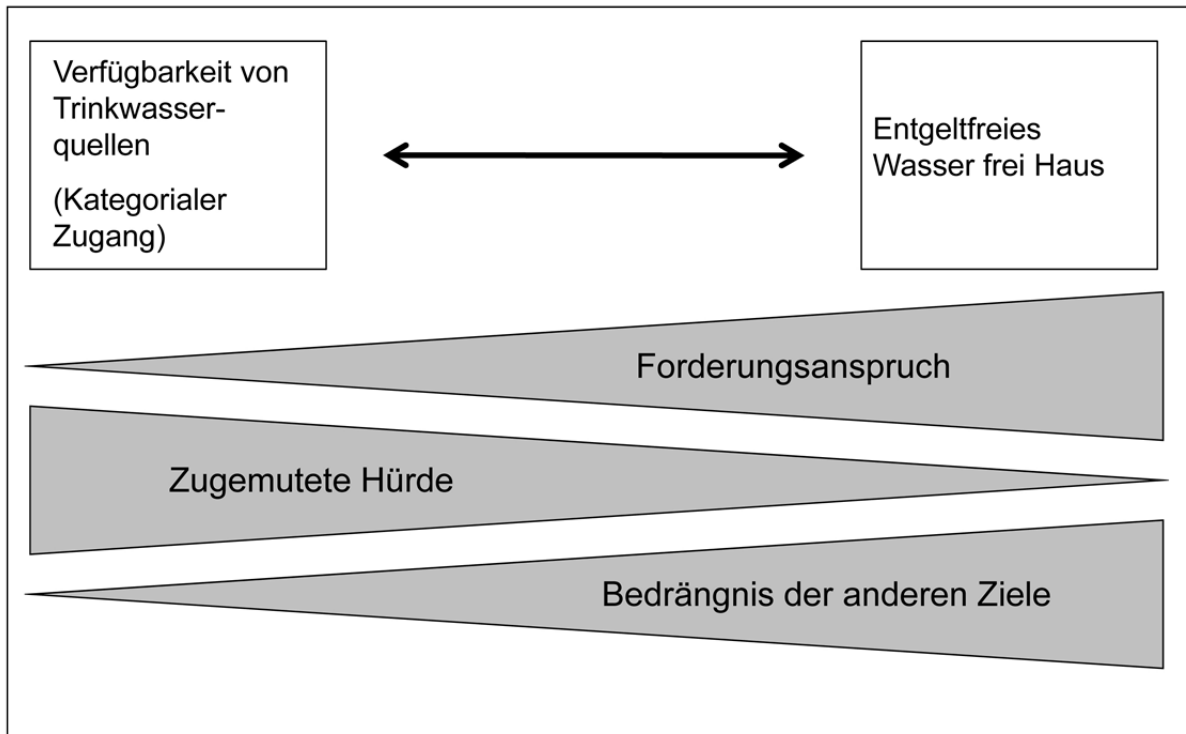 Verfügbarkeit von
Trinkwasser-
quellen
(Kategorialer
Zugang)
Entgeltfreies
Wasser frei Haus
Forderungsanspruch
Zugemutete Hürde
Bedrängnis der anderen Ziele